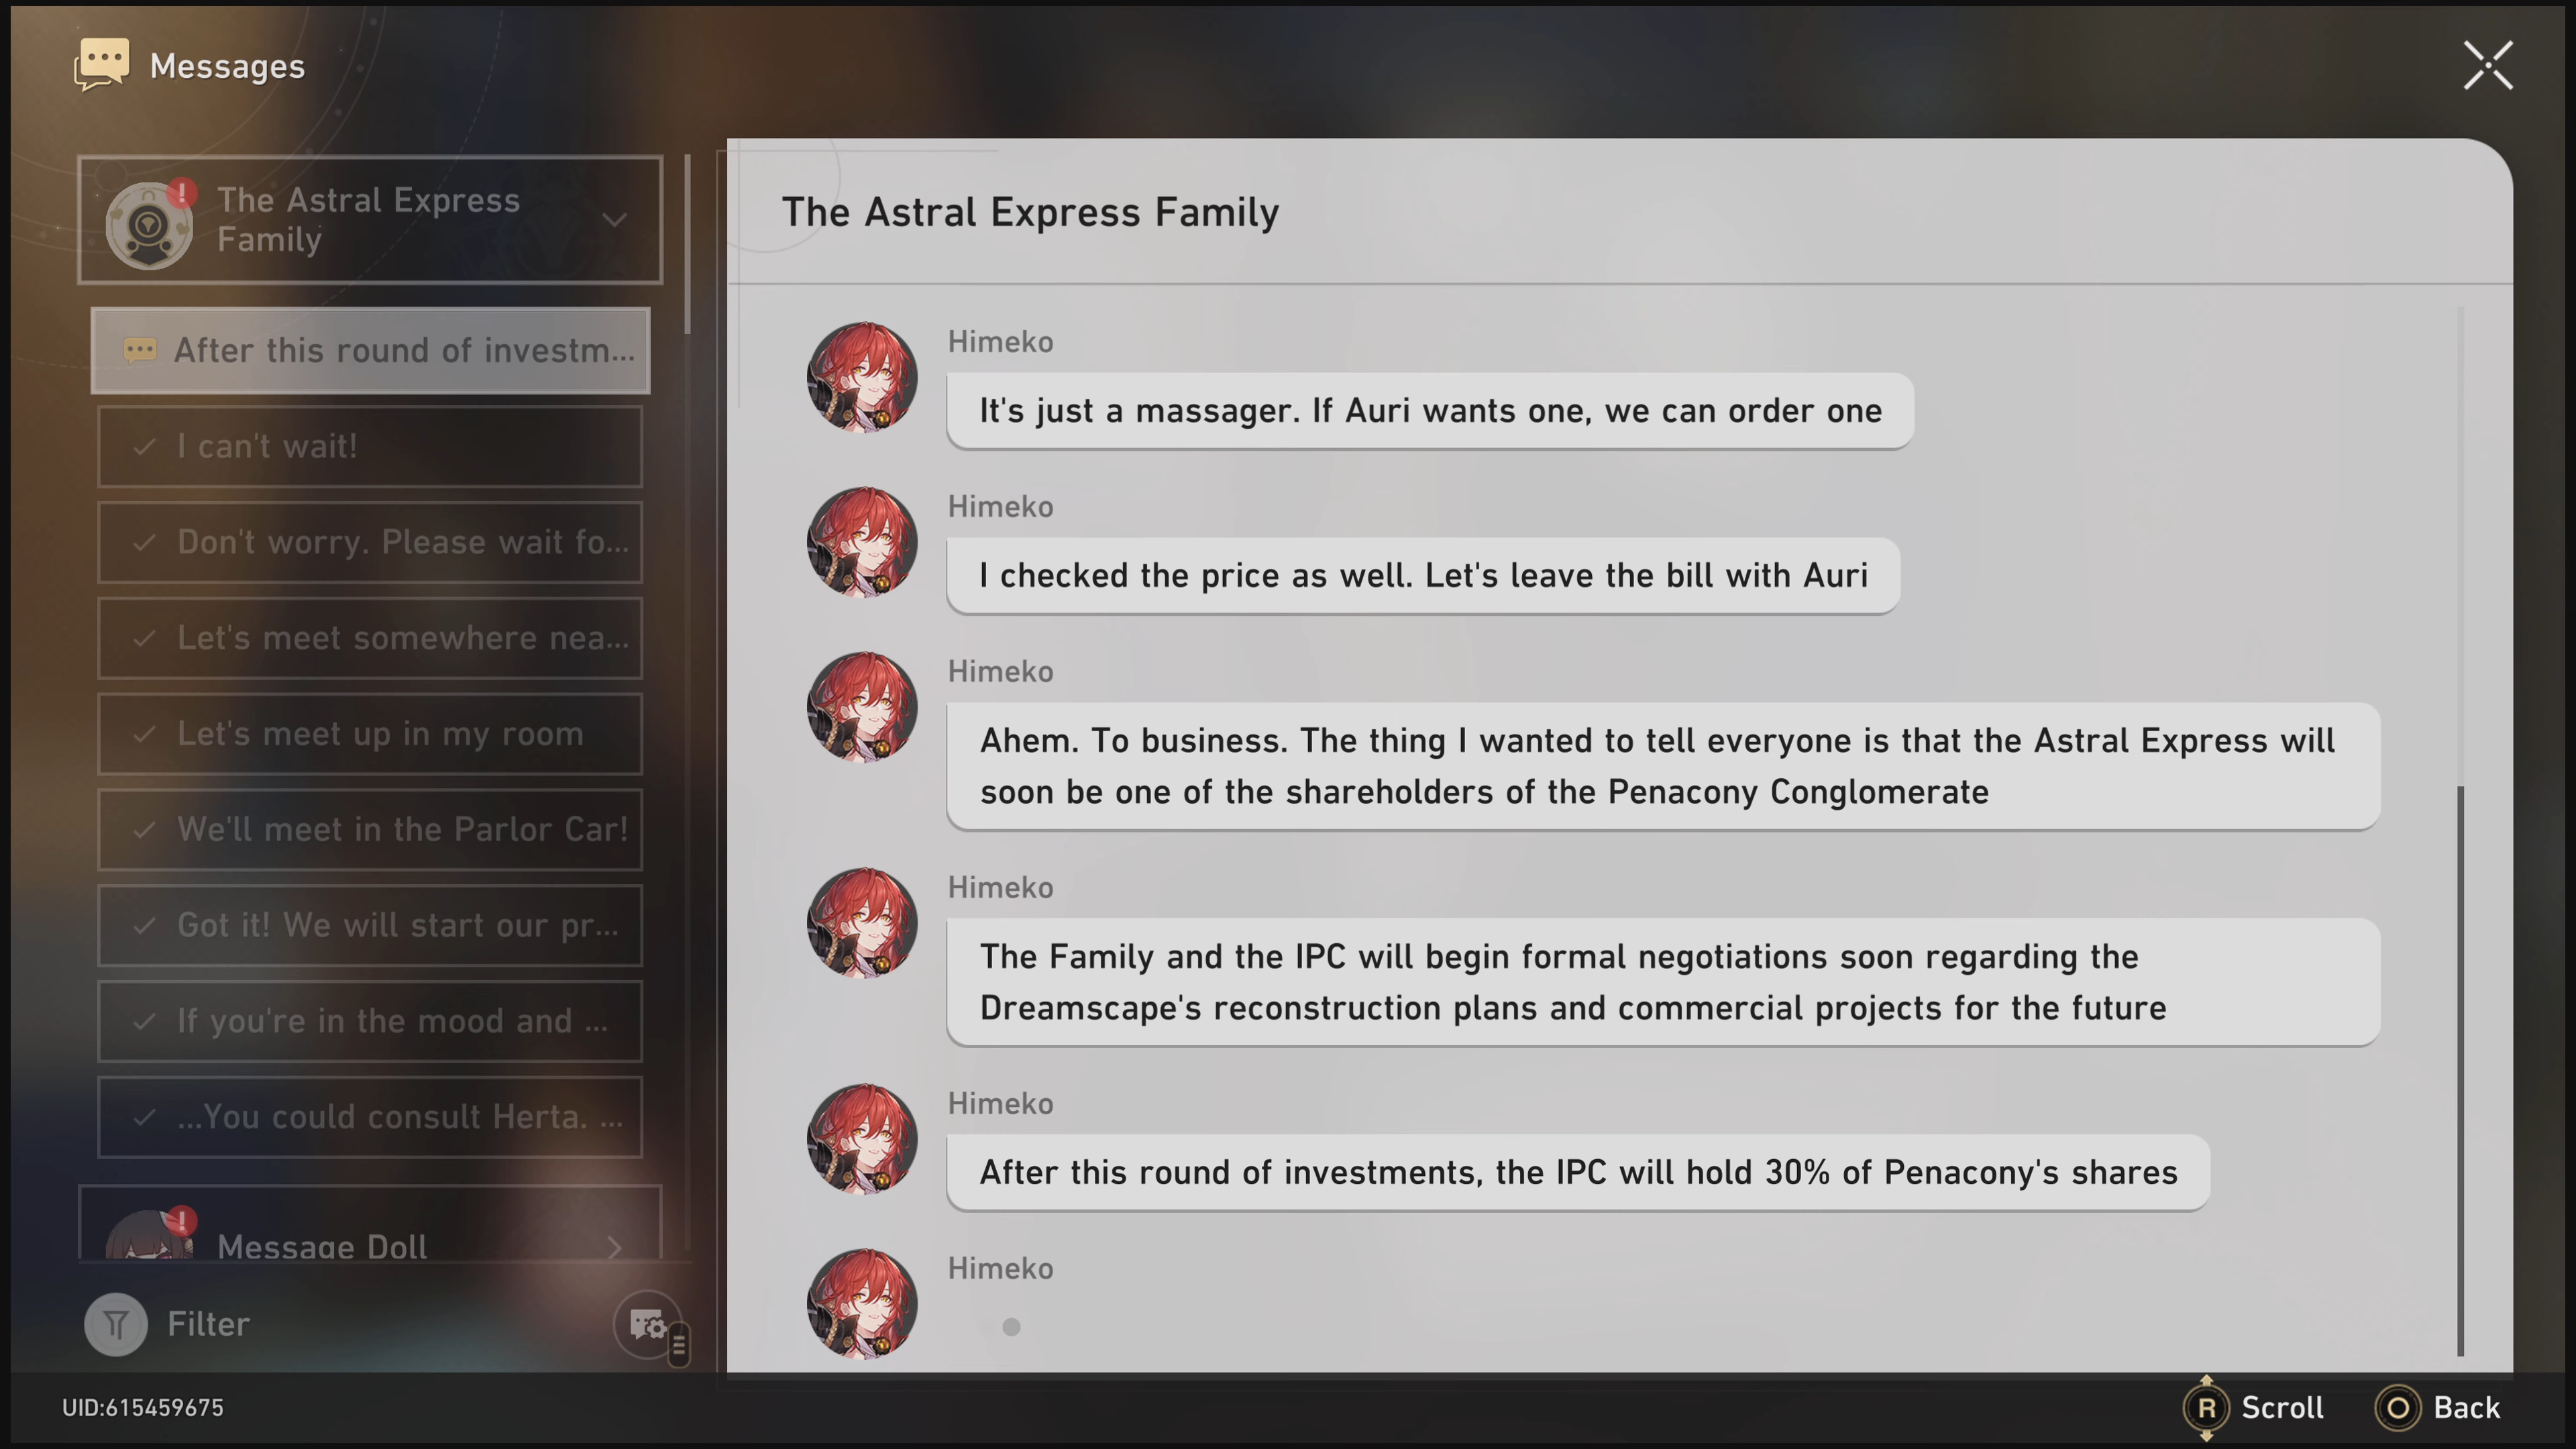 Messages
The Astral Express
Family
After this round of investm...
I can't wait!
Don't worry. Please wait fo...
Let's meet somewhere nea...
Let's meet up in my room
We'll meet in the Parlor Car!
Got it! We will start our pr...
If you're in the mood and ...
...You could consult Herta. ...
Message Doll
Filter
The Astral Express Family
Himeko
It's just a massager. If Auri wants one, we can order one
Himeko
I checked the price as well. Let's leave the bill with Auri
Himeko
Ahem. To business. The thing I wanted to tell everyone is that the Astral Express will
soon be one of the shareholders of the Penacony Conglomerate
Himeko
The Family and the IPC will begin formal negotiations soon regarding the
Dreamscape's reconstruction plans and commercial projects for the future
Himeko
After this round of investments, the IPC will hold 30% of Penacony's shares
Himeko
UID:615459675
R Scroll
Back